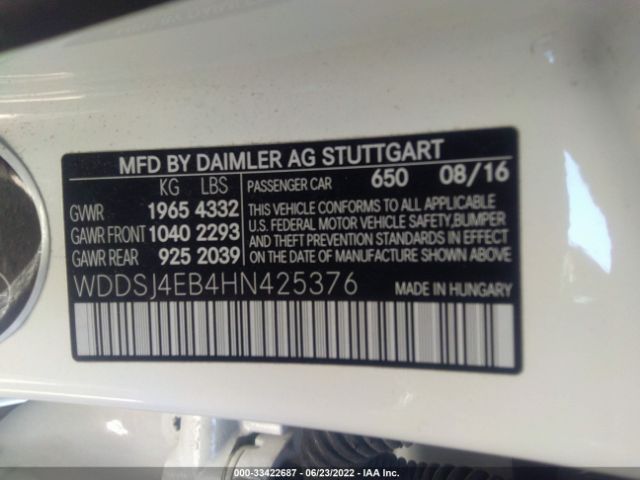 MFD BY DAIMLER AG STUTTGART
KG LBS PASSENGER CAR 650 08/16
GVWR 1965 4332
GAWR FRONT 1040 2293
GAWR REAR 925 2039
THIS VEHICLE CONFORMS TO ALL APPLICABLE
U.S. FEDERAL MOTOR VEHICLE SAFETY,BUMPER
AND THEFT PREVENTION STANDARDS IN EFFECT
ON THE DATE OF MANUFACTURE SHOWN ABOVE.
WDDSJ4EB4HN425376 MADE IN HUNGARY
000-33422687 - 06/23/2022 - IAA Inc.